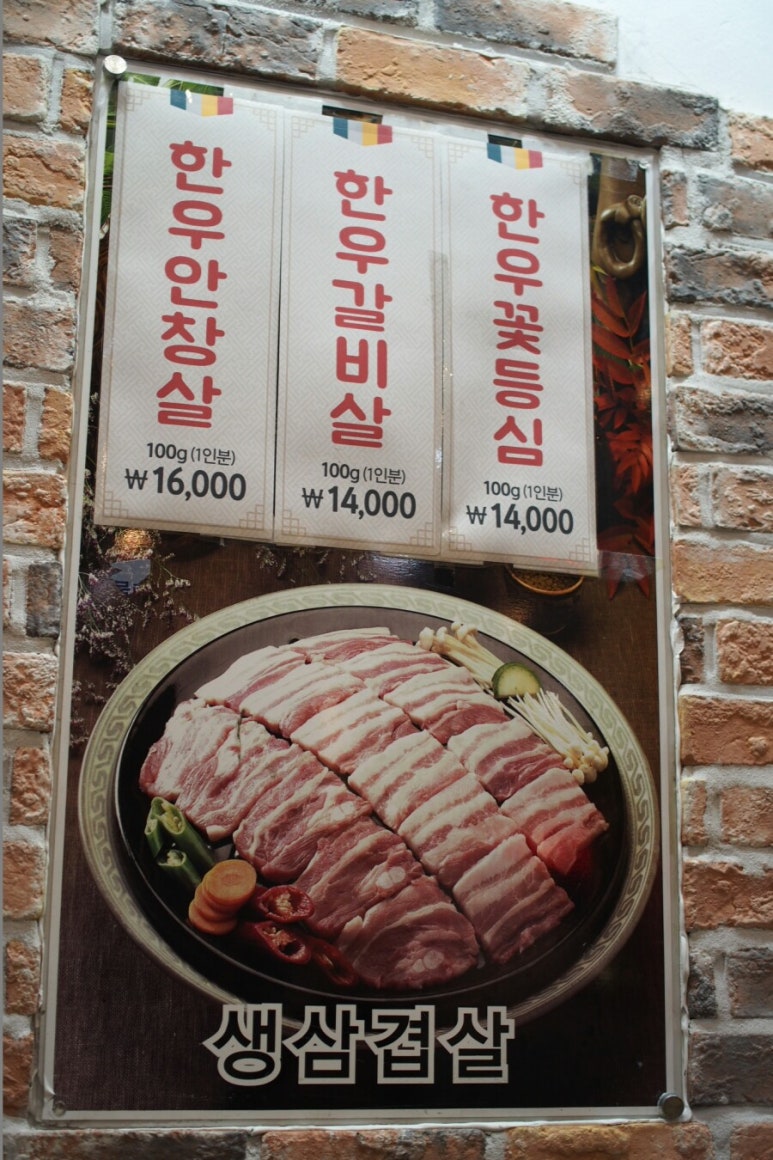 한우안창살
100g (1인분)
₩ 16,000
한우갈비살
100g (1인분)
₩ 14,000
한우꽃등심
100g (1인분)
₩ 14,000
생삼겹살